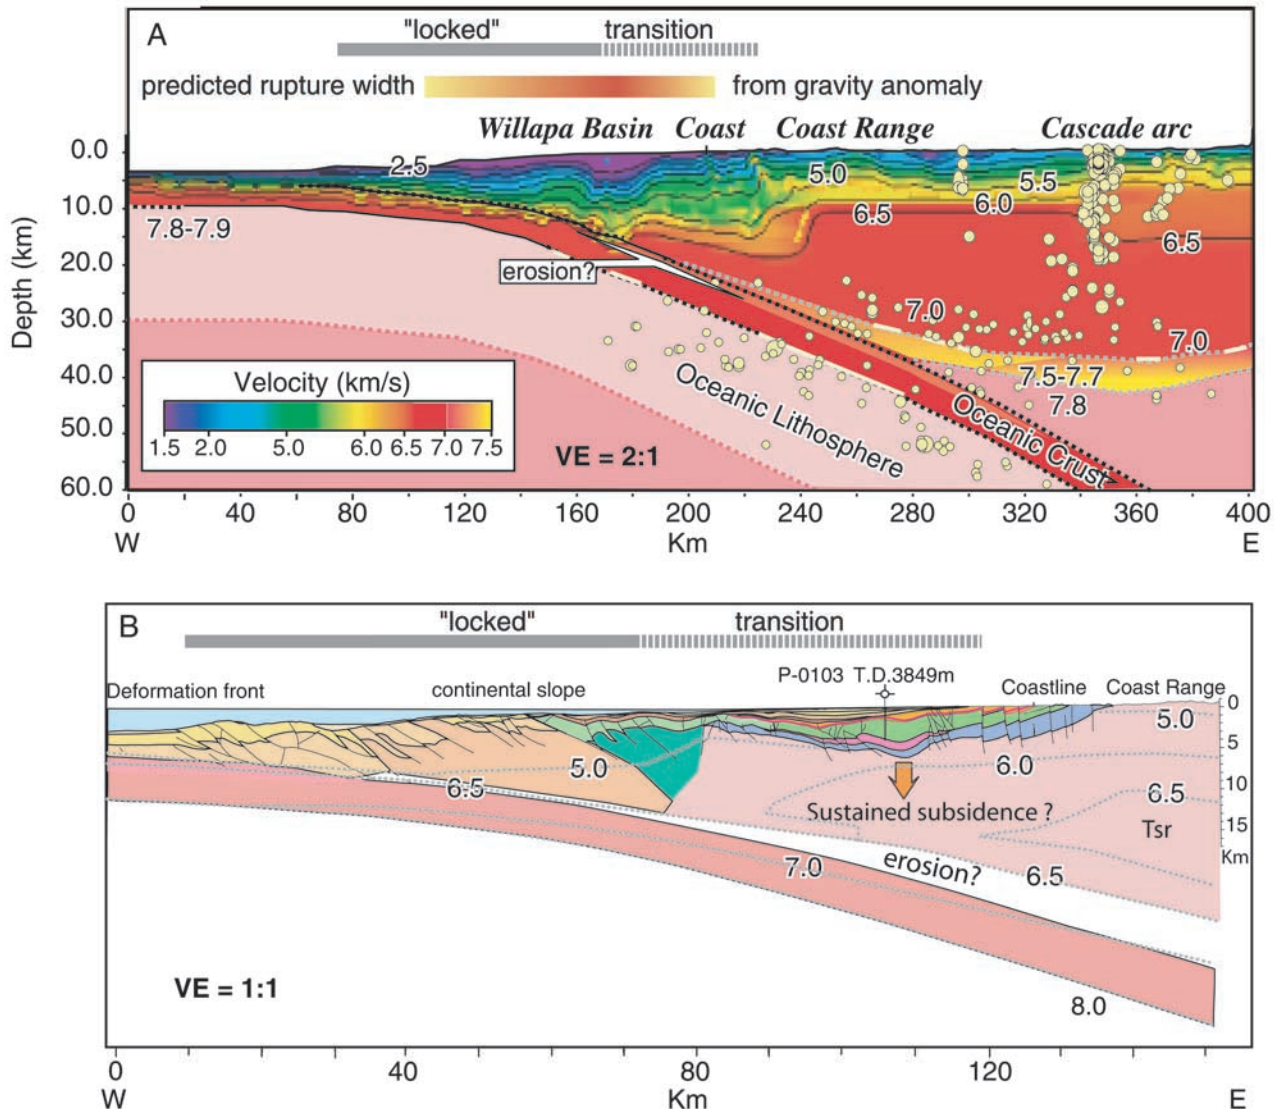 A
"locked" transition
predicted rupture width from gravity anomaly
Willapa Basin Coast Coast Range Cascade arc
0.0
10.0
20.0
30.0
40.0
50.0
60.0
Depth (km)
2.5
5.0
5.5
6.0
6.5
6.5
7.8-7.9
erosion?
7.0
7.0
7.5-7.7
7.8
Oceanic Lithosphere
Oceanic Crust
Velocity (km/s)
1.5 2.0 5.0 6.0 6.5 7.0 7.5
VE = 2:1
0 40 80 120 160 200 240 280 320 360 400
W Km E
B
"locked" transition
P-0103 T.D.3849m
Deformation front continental slope Coastline Coast Range
0
5
10
15
Km
5.0
5.0
6.0
6.5
6.5
Sustained subsidence ?
Tsr
erosion?
7.0
6.5
8.0
VE = 1:1
0 40 80 120
W Km E